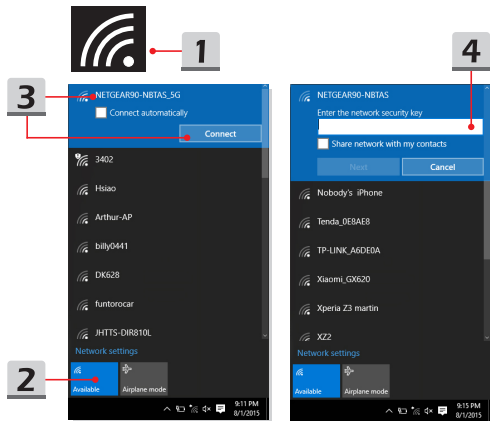 1
3
NETGEAR90-NBTAS_5G
Connect automatically
Connect
3402
Hsiao
Arthur-AP
billy0441
DK628
funtorocar
JHTTS-DIR810L
Network settings
2
Available
Airplane mode
9:11 PM
8/1/2015
4
NETGEAR90-NBTAS
Enter the network security key
Share network with my contacts
Next
Cancel
Nobody's iPhone
Tenda_0E8AE8
TP-LINK_A6DE0A
Xiaomi_GX620
Xperia Z3 martin
XZ2
Network settings
Available
Airplane mode
9:15 PM
8/1/2015